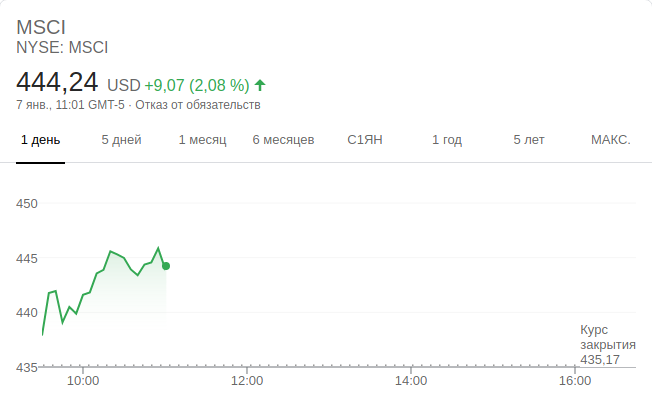 MSCI
NYSE: MSCI
444,24 USD +9,07 (2,08 %)
7 янв., 11:01 GMT-5 · Отказ от обязательств
1 день 5 дней 1 месяц 6 месяцев С1ЯН 1 год 5 лет МАКС.
450
445
440
435
Курс
закрытия
435,17
10:00 12:00 14:00 16:00